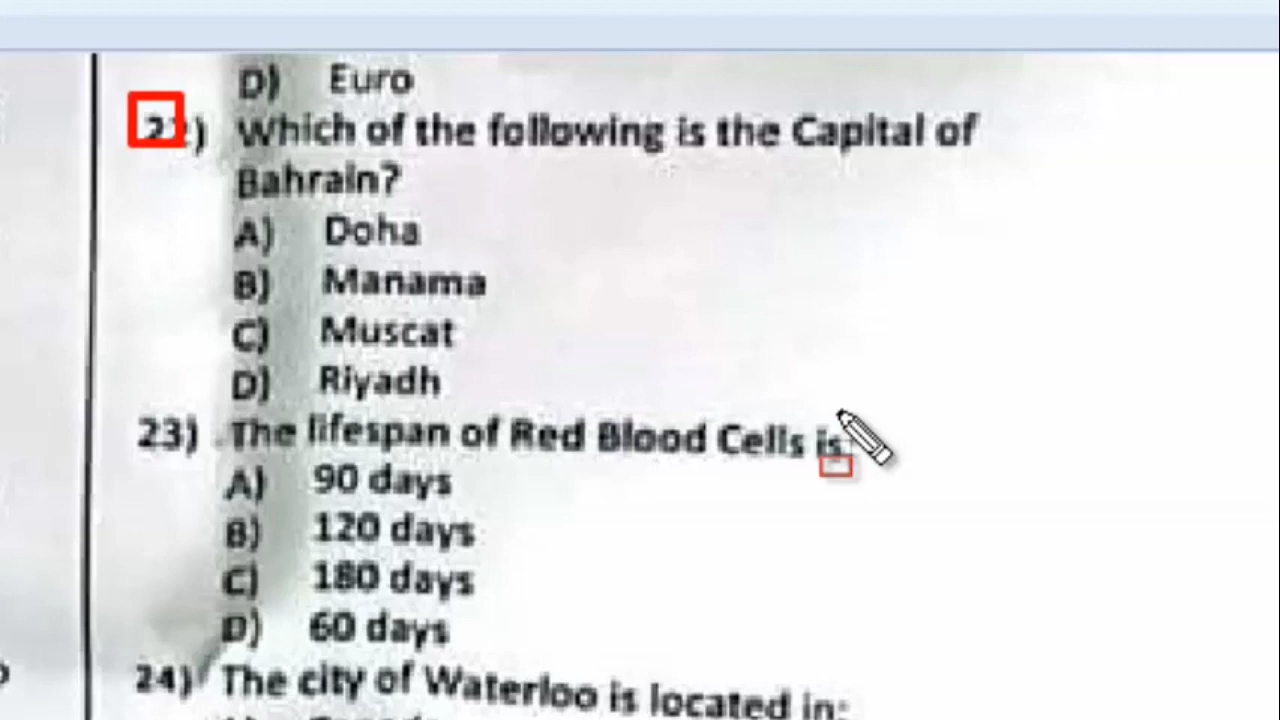 D) Euro
22) Which of the following is the Capital of
Bahrain?
A) Doha
B) Manama
C) Muscat
D) Riyadh
23) The lifespan of Red Blood Cells is:
A) 90 days
B) 120 days
C) 180 days
D) 60 days
24) The city of Waterloo is located in: